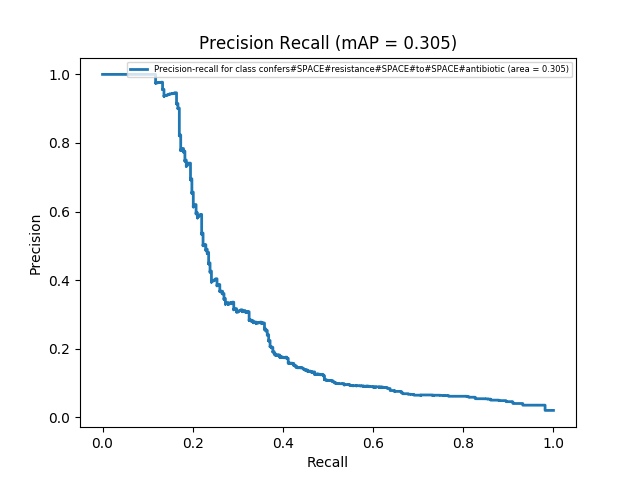 Precision Recall (mAP = 0.305)
Precision-recall for class confers#SPACE#resistance#SPACE#to#SPACE#antibiotic (area = 0.305)
1.0
0.8
0.6
0.4
0.2
0.0
Precision
0.0 0.2 0.4 0.6 0.8 1.0
Recall